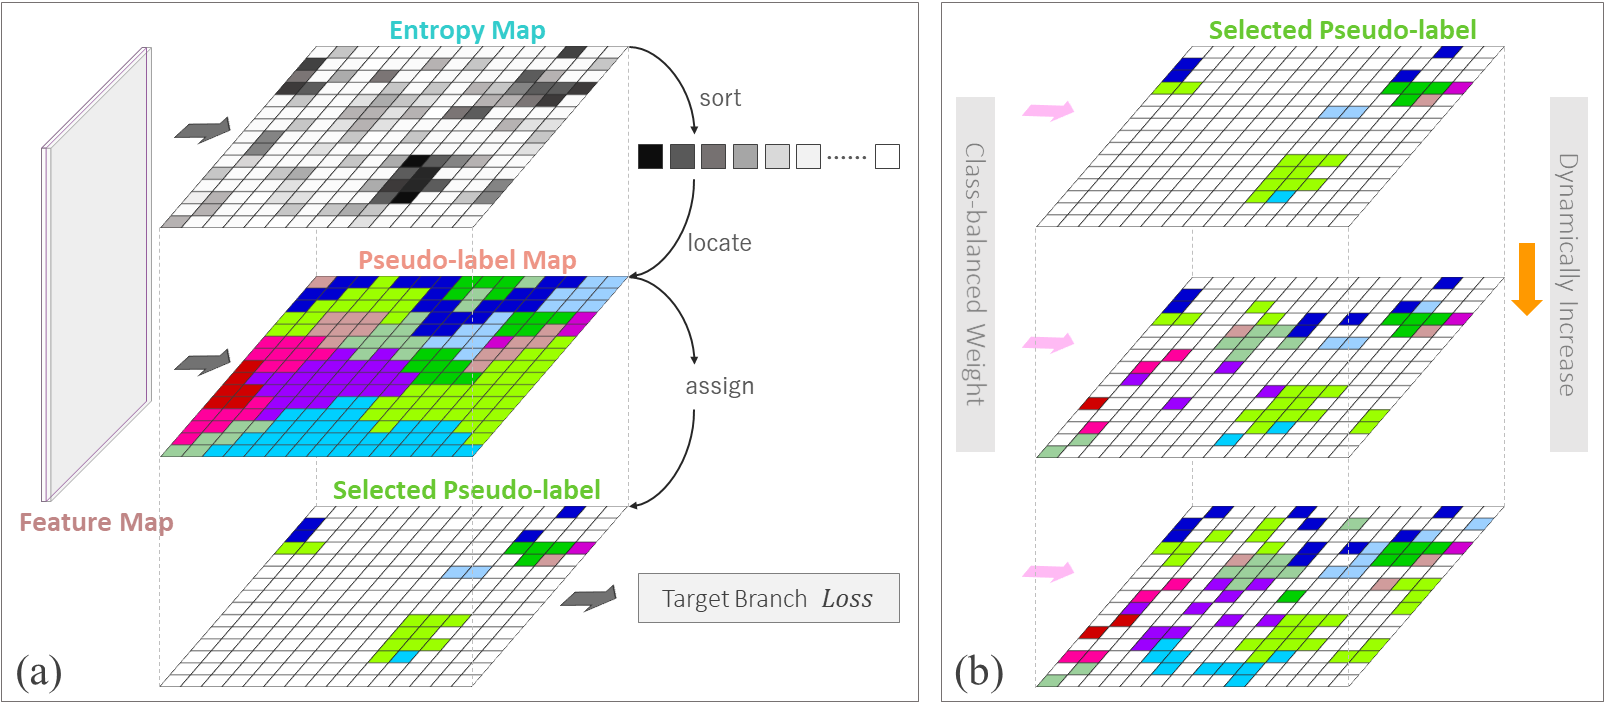 Entropy Map
sort
......
locate
Pseudo-label Map
assign
Selected Pseudo-label
Feature Map
Target Branch Loss
(a)
Selected Pseudo-label
Class-balanced Weight
Dynamically Increase
(b)